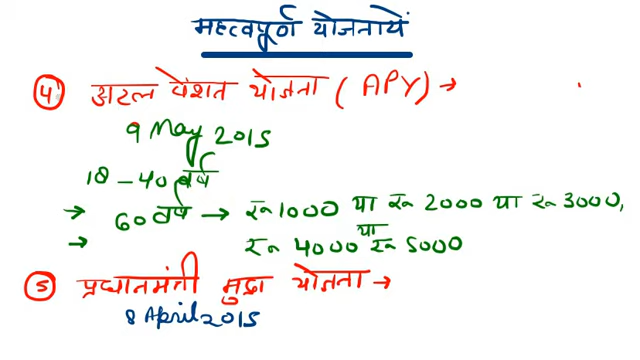 महत्वपूर्ण योजनायें
(4) अटल पेंशन योजना (APY) →
9 May 2015
18 – 40 वर्ष
→ 60 वर्ष → रू 1000 या रू 2000 या रू 3000,
या
→ रू 4000 रू 5000
(5) प्रधानमंत्री मुद्रा योजना →
8 April 2015